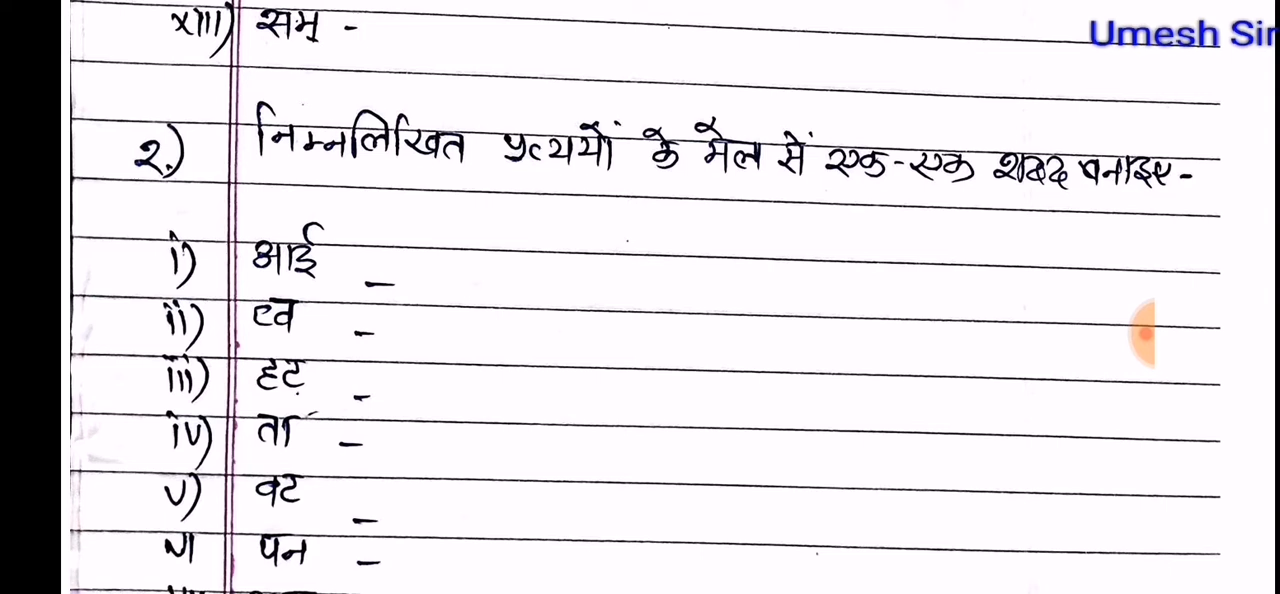 xiii) सम् -
Umesh Sir
२.) निम्नलिखित प्रत्ययों के मेल से एक-एक शब्द बनाइए-
i) आई -
ii) त्व -
iii) हट -
iv) ता -
v) वट -
vi पन -